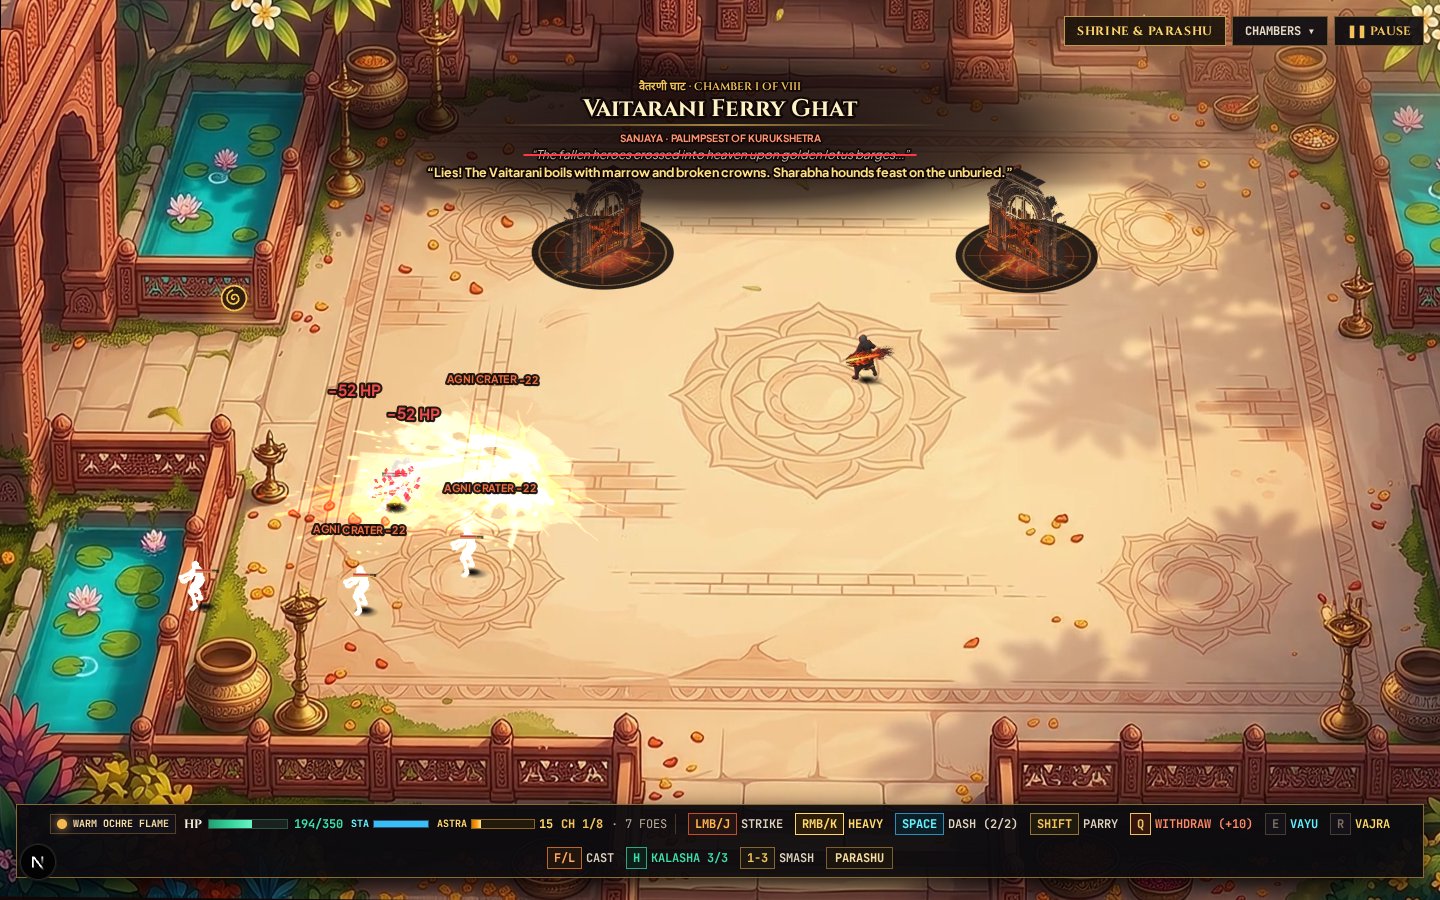 SHRINE & PARASHU
CHAMBERS ▾
❚❚ PAUSE
वैतरणी घाट · CHAMBER I OF VIII
VAITARANI FERRY GHAT
SANJAYA · PALIMPSEST OF KURUKSHETRA
"The fallen heroes crossed into heaven upon golden lotus barges..."
"Lies! The Vaitarani boils with marrow and broken crowns. Sharabha hounds feast on the unburied."
AGNI CRATER -22
-52 HP
-52 HP
AGNI CRATER -22
AGNI CRATER -22
WARM OCHRE FLAME HP 194/350 STA ASTRA 15 CH 1/8 · 7 FOES LMB/J STRIKE RMB/K HEAVY SPACE DASH (2/2) SHIFT PARRY Q WITHDRAW (+10) E VAYU R VAJRA
F/L CAST H KALASHA 3/3 1-3 SMASH PARASHU
N